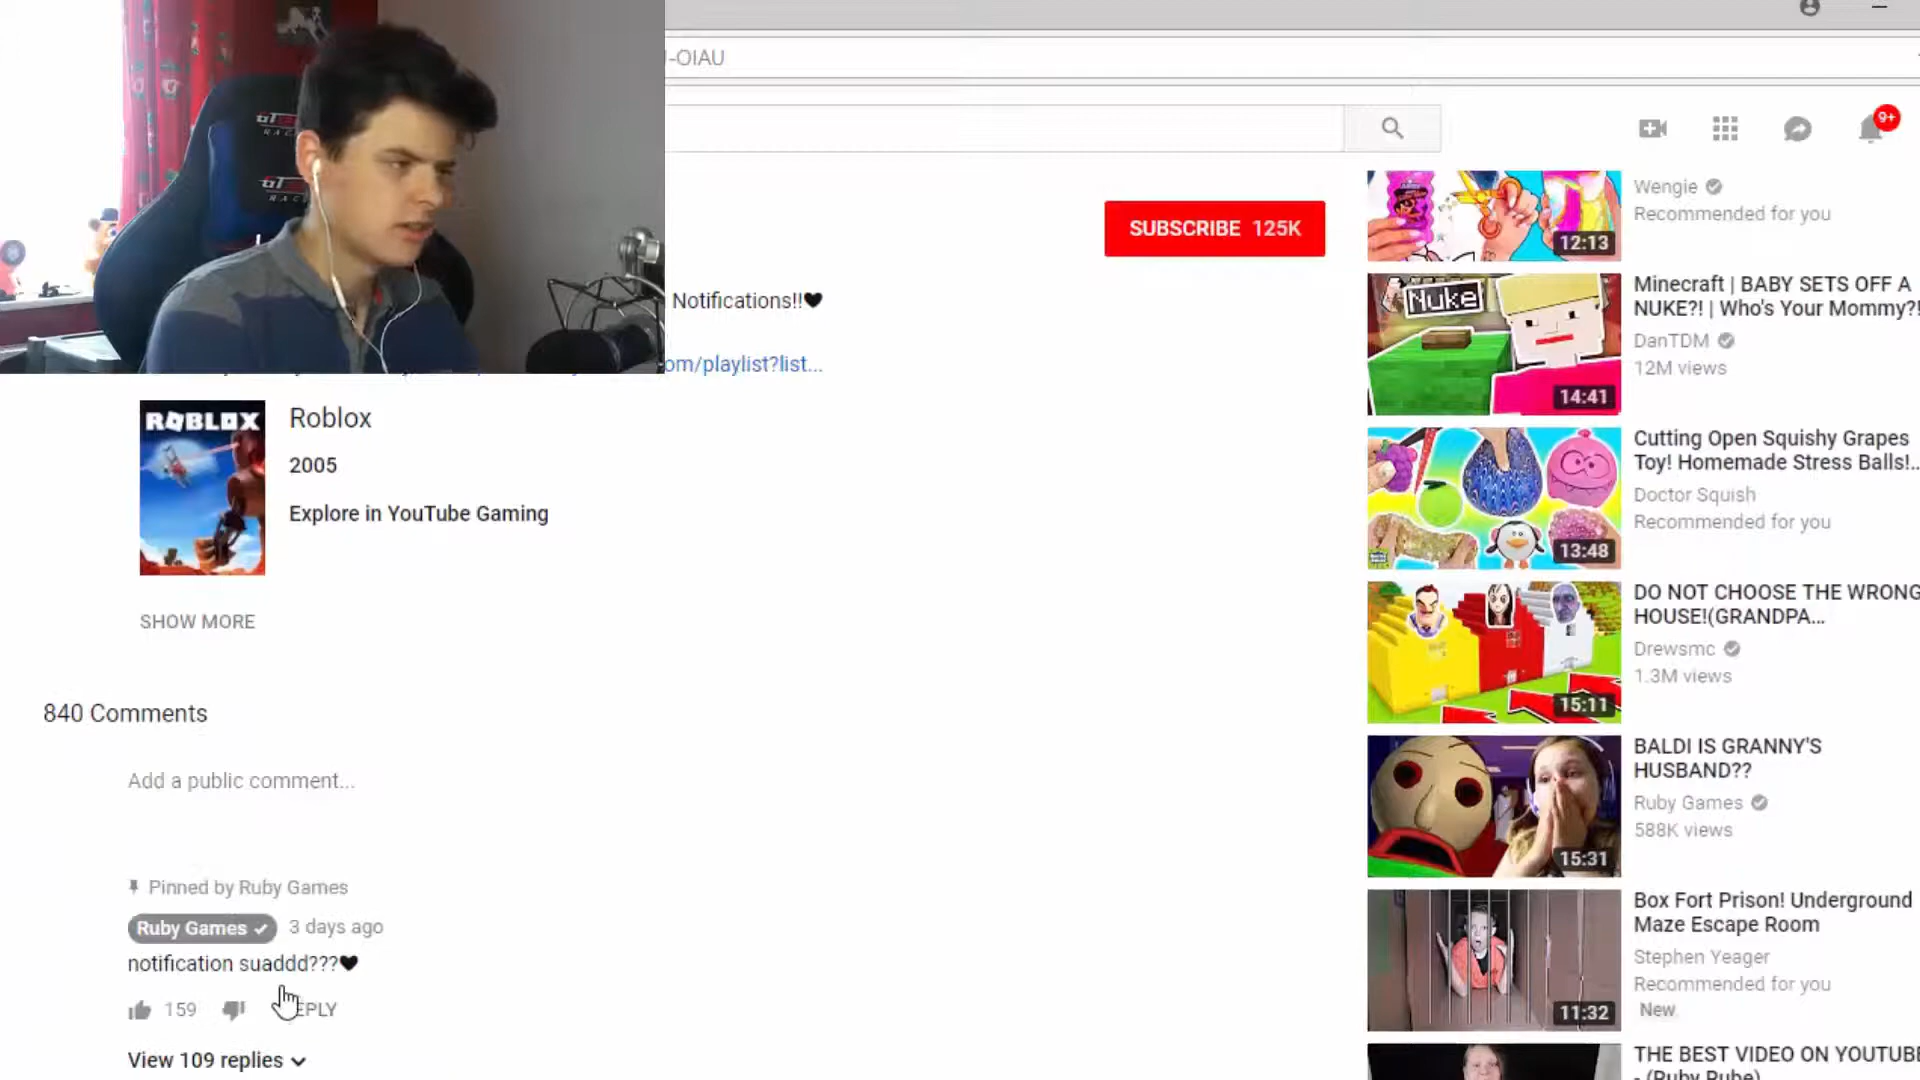 -OIAU
9+
SUBSCRIBE 125K
Notifications!!🖤
om/playlist?list...
ROBLOX
Roblox
2005
Explore in YouTube Gaming
SHOW MORE
840 Comments
Add a public comment...
Pinned by Ruby Games
Ruby Games
3 days ago
notification suaddd???🖤
159
EPLY
View 109 replies
12:13
Wengie
Recommended for you
Nuke
14:41
Minecraft | BABY SETS OFF A
NUKE?! | Who's Your Mommy?!
DanTDM
12M views
13:48
Cutting Open Squishy Grapes
Toy! Homemade Stress Balls!..
Doctor Squish
Recommended for you
15:11
DO NOT CHOOSE THE WRONG
HOUSE!(GRANDPA...
Drewsmc
1.3M views
15:31
BALDI IS GRANNY'S
HUSBAND??
Ruby Games
588K views
11:32
Box Fort Prison! Underground
Maze Escape Room
Stephen Yeager
Recommended for you
New
THE BEST VIDEO ON YOUTUBE
- (Ruby Rube)